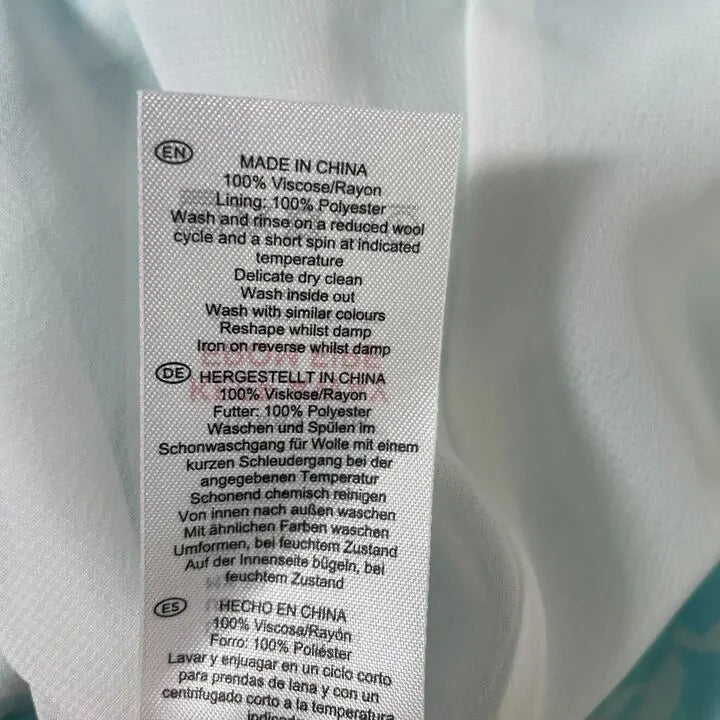 EN
MADE IN CHINA
100% Viscose/Rayon
Lining: 100% Polyester
Wash and rinse on a reduced wool
cycle and a short spin at indicated
temperature
Delicate dry clean
Wash inside out
Wash with similar colours
Reshape whilst damp
Iron on reverse whilst damp
DE
HERGESTELLT IN CHINA
100% Viskose/Rayon
Futter: 100% Polyester
Waschen und Spülen im
Schonwaschgang für Wolle mit einem
kurzen Schleudergang bei der
angegebenen Temperatur
Schonend chemisch reinigen
Von innen nach außen waschen
Mit ähnlichen Farben waschen
Umformen, bei feuchtem Zustand
Auf der Innenseite bügeln, bei
feuchtem Zustand
ES
HECHO EN CHINA
100% Viscosa/Rayón
Forro: 100% Poliéster
Lavar y enjuagar en un ciclo corto
para prendas de lana y con un
centrifugado corto a la temperatura